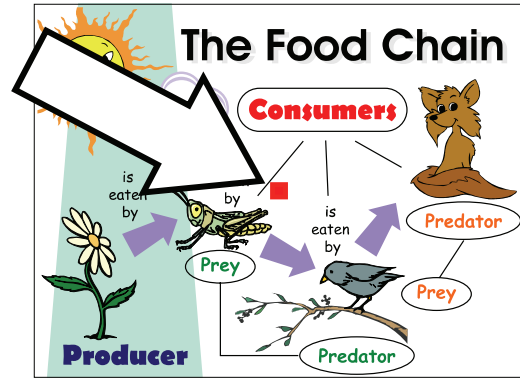 The Food Chain
Consumers
is
eaten
by
by
is
eaten
by
Predator
Prey
Prey
Producer
Predator